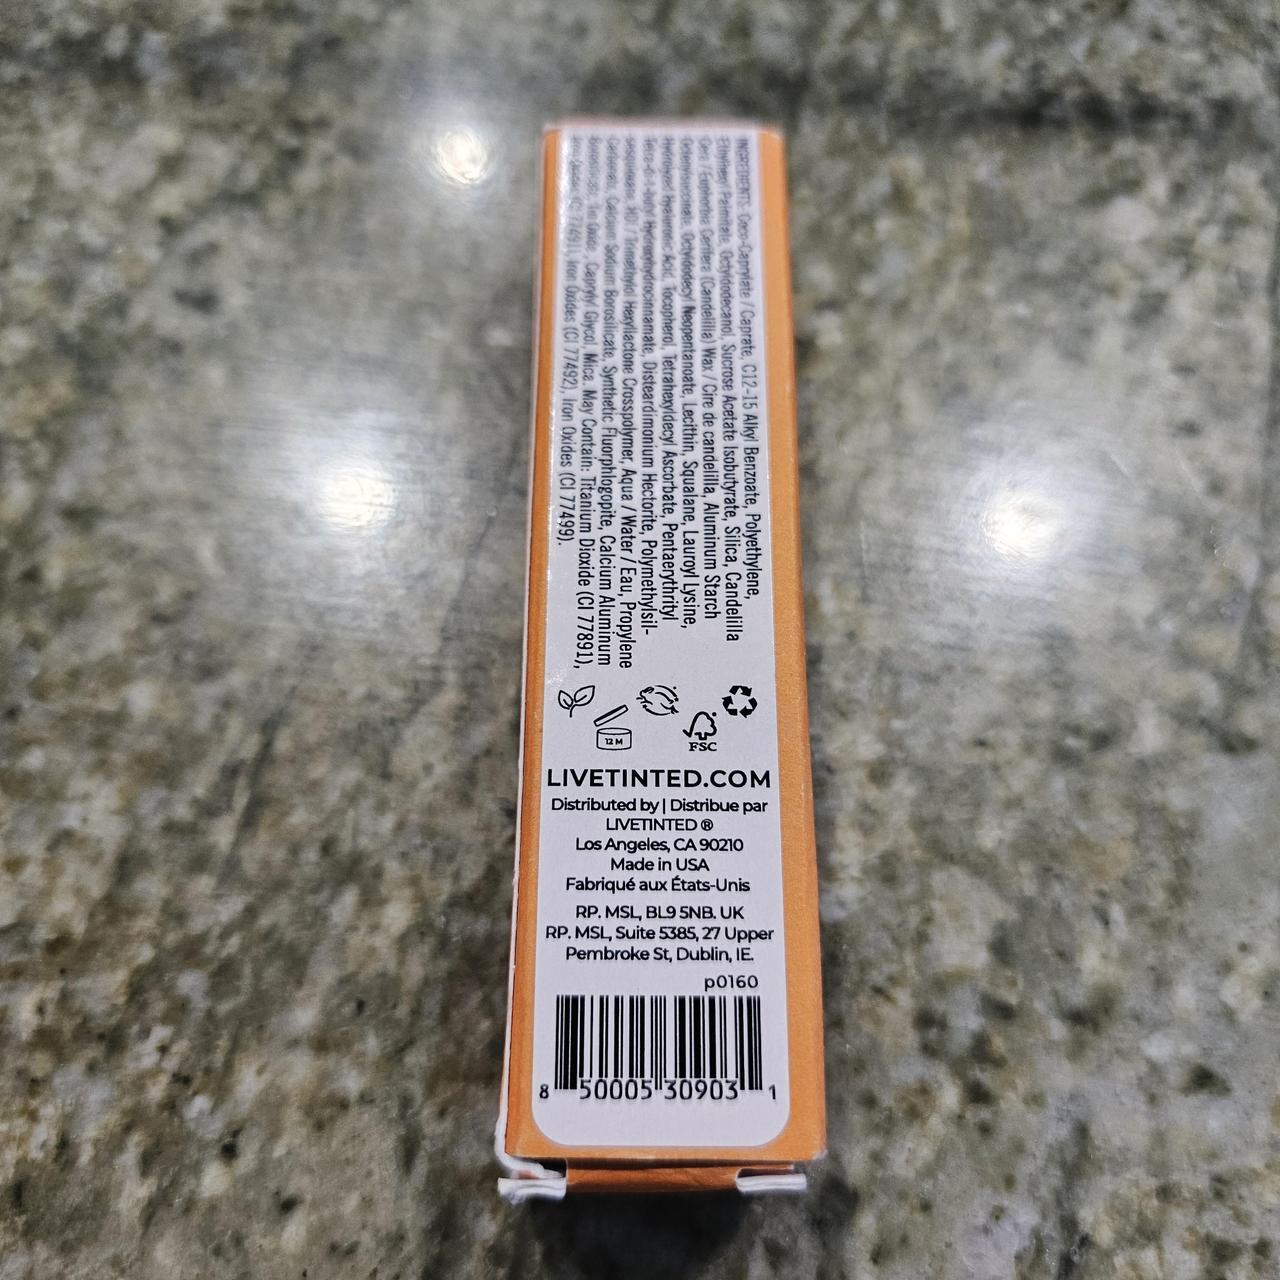 INGREDIENTS: Coco-Caprylate / Caprate, C12-15 Alkyl Benzoate, Polyethylene,
Ethylhexyl Palmitate, Octyldodecanol, Sucrose Acetate Isobutyrate, Silica, Candelilla
Cera / Euphorbia Cerifera (Candelilla) Wax / Cire de candelilla, Aluminum Starch
Octenylsuccinate, Octyldodecyl Neopentanoate, Lecithin, Squalane, Lauroyl Lysine,
Hydrolyzed Hyaluronic Acid, Tocopherol, Tetrahexyldecyl Ascorbate, Pentaerythrityl
Tetra-di-t-butyl Hydroxyhydrocinnamate, Disteardimonium Hectorite, Polymethylsil-
sesquioxane, HDI / Trimethylol Hexyllactone Crosspolymer, Aqua / Water / Eau, Propylene
Carbonate, Calcium Sodium Borosilicate, Synthetic Fluorphlogopite, Calcium Aluminum
Borosilicate, Tin Oxide, Caprylyl Glycol, Mica. May Contain: Titanium Dioxide (CI 77891),
Iron Oxides (CI 77491), Iron Oxides (CI 77492), Iron Oxides (CI 77499).
12 M
FSC
LIVETINTED.COM
Distributed by | Distribue par
LIVETINTED ®
Los Angeles, CA 90210
Made in USA
Fabriqué aux États-Unis
RP. MSL, BL9 5NB. UK
RP. MSL, Suite 5385, 27 Upper
Pembroke St, Dublin, IE.
p0160
8 50005 30903 1